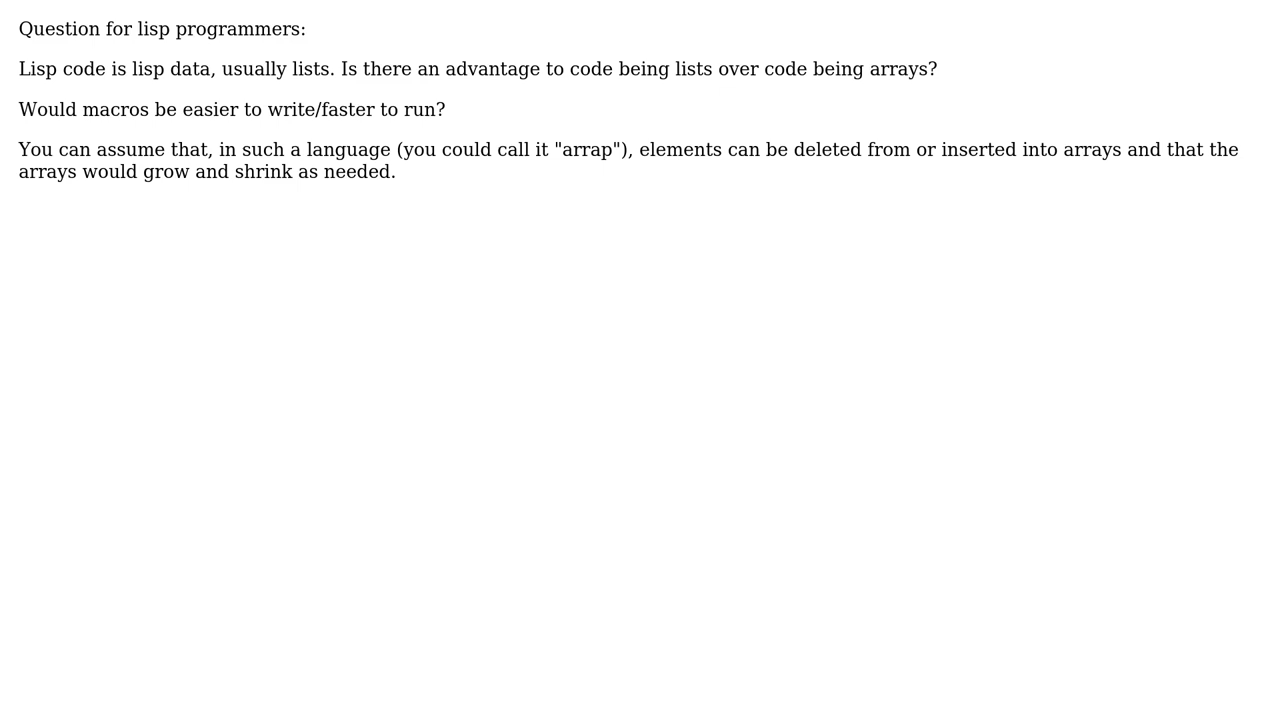 Question for lisp programmers:
Lisp code is lisp data, usually lists. Is there an advantage to code being lists over code being arrays?
Would macros be easier to write/faster to run?
You can assume that, in such a language (you could call it "arrap"), elements can be deleted from or inserted into arrays and that the
arrays would grow and shrink as needed.